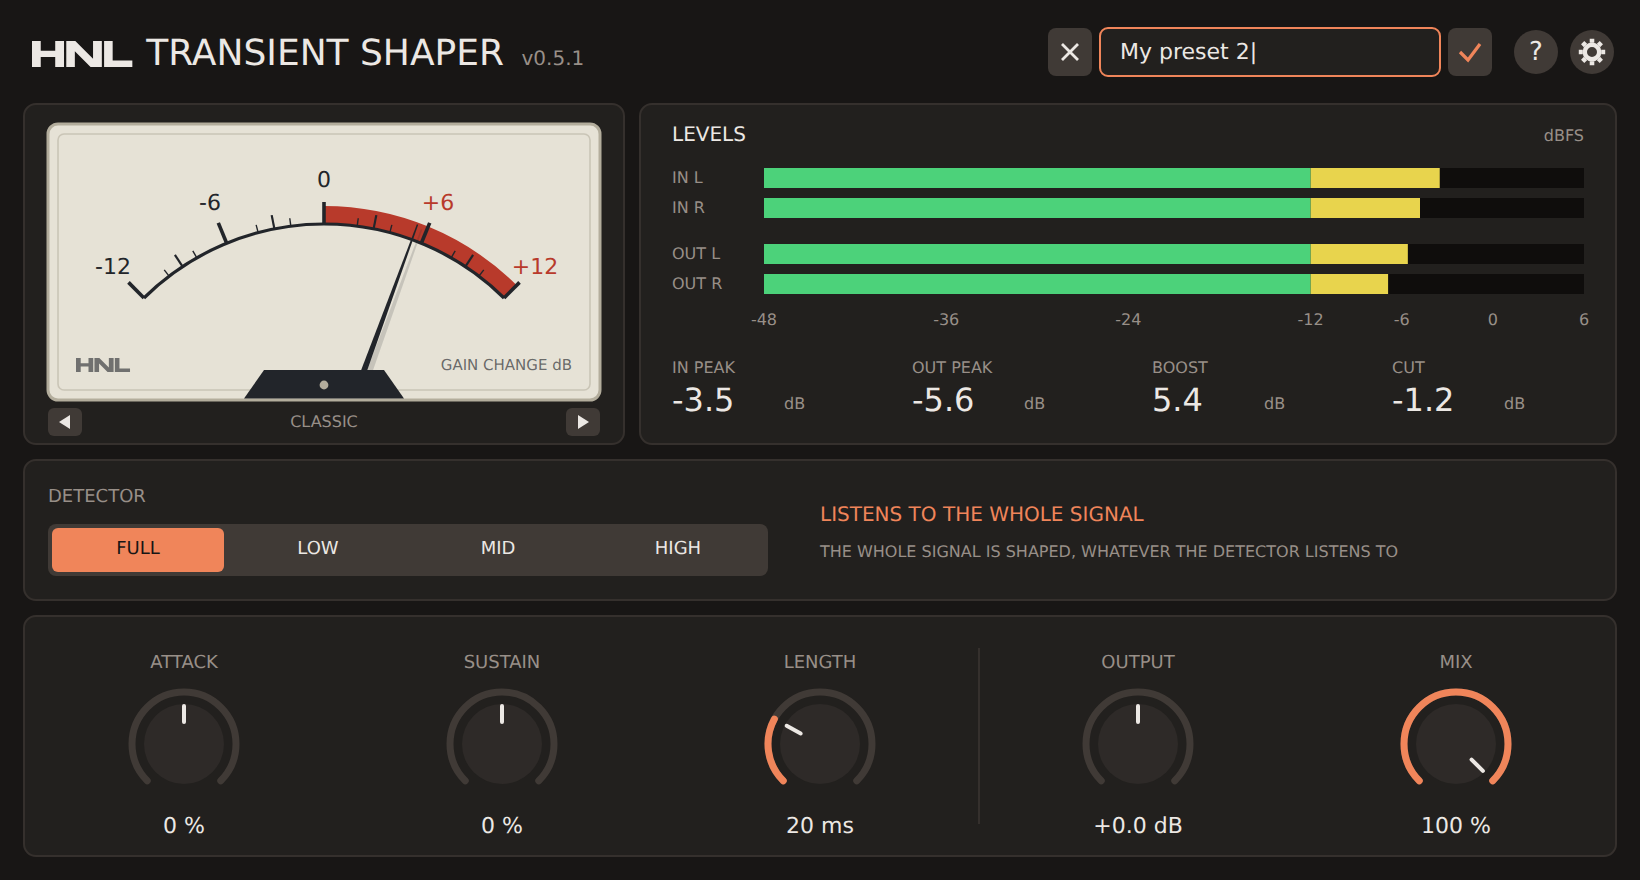 HNL TRANSIENT SHAPER v0.5.1
My preset 2|
?
-12
-6
0
+6
+12
HNL
GAIN CHANGE dB
CLASSIC
LEVELS
dBFS
IN L
IN R
OUT L
OUT R
-48 -36 -24 -12 -6 0 6
IN PEAK OUT PEAK BOOST CUT
-3.5 dB -5.6 dB 5.4 dB -1.2 dB
DETECTOR
FULL LOW MID HIGH
LISTENS TO THE WHOLE SIGNAL
THE WHOLE SIGNAL IS SHAPED, WHATEVER THE DETECTOR LISTENS TO
ATTACK SUSTAIN LENGTH OUTPUT MIX
0 % 0 % 20 ms +0.0 dB 100 %